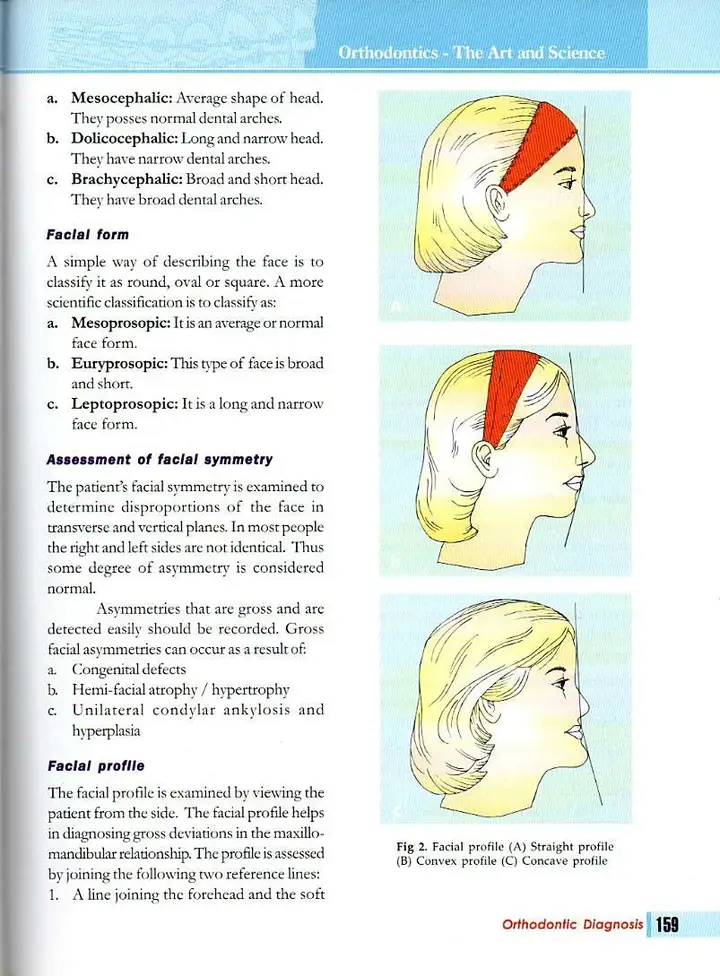 Orthodontics - The Art and Science
a. Mesocephalic: Average shape of head.
They posses normal dental arches.
b. Dolicocephalic: Long and narrow head.
They have narrow dental arches.
c. Brachycephalic: Broad and short head.
They have broad dental arches.
Facial form
A simple way of describing the face is to
classify it as round, oval or square. A more
scientific classification is to classify as:
a. Mesoprosopic: It is an average or normal
face form.
b. Euryprosopic: This type of face is broad
and short.
c. Leptoprosopic: It is a long and narrow
face form.
Assessment of facial symmetry
The patient's facial symmetry is examined to
determine disproportions of the face in
transverse and vertical planes. In most people
the right and left sides are not identical. Thus
some degree of asymmetry is considered
normal.
Asymmetries that are gross and are
detected easily should be recorded. Gross
facial asymmetries can occur as a result of:
a. Congenital defects
b. Hemi-facial atrophy / hypertrophy
c. Unilateral condylar ankylosis and
hyperplasia
Facial profile
The facial profile is examined by viewing the
patient from the side. The facial profile helps
in diagnosing gross deviations in the maxillo-
mandibular relationship. The profile is assessed
by joining the following two reference lines:
1. A line joining the forehead and the soft
A
B
C
Fig 2. Facial profile (A) Straight profile
(B) Convex profile (C) Concave profile
Orthodontic Diagnosis 159